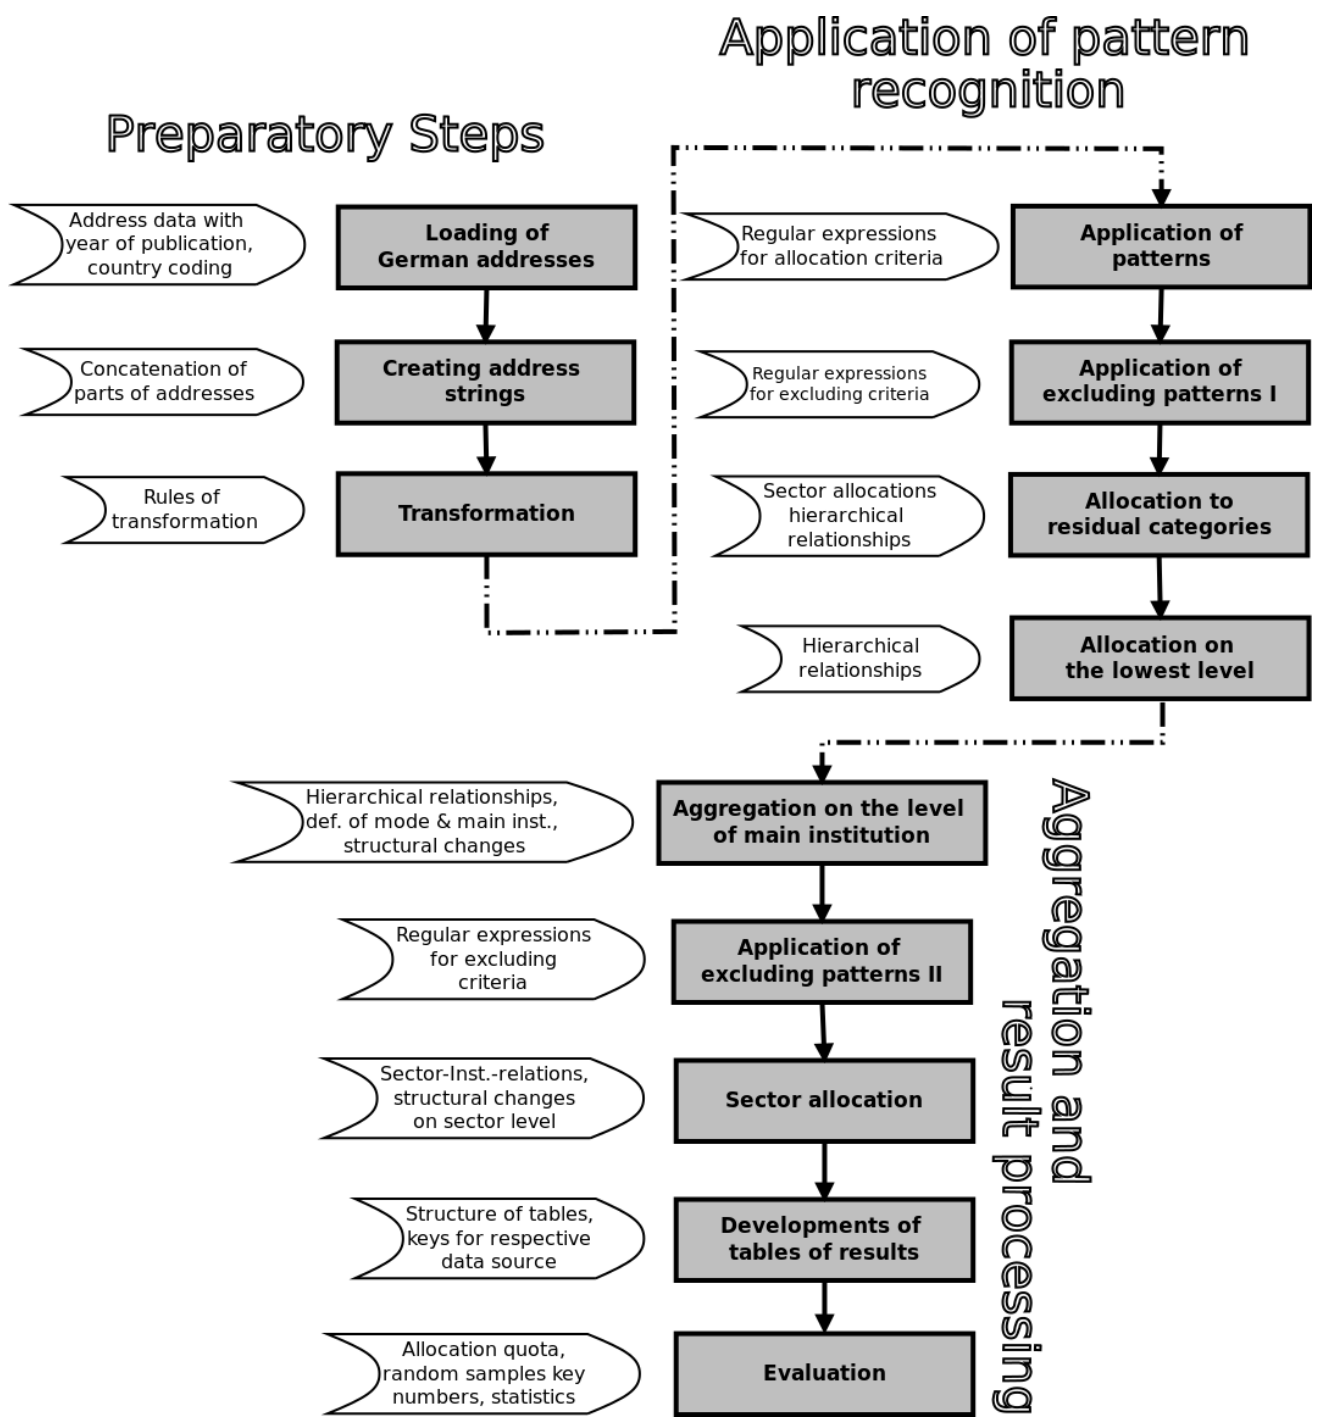 Preparatory Steps
Address data with
year of publication,
country coding
Loading of
German addresses
Concatenation of
parts of addresses
Creating address
strings
Rules of
transformation
Transformation
Application of pattern
recognition
Regular expressions
for allocation criteria
Application of
patterns
Regular expressions
for excluding criteria
Application of
excluding patterns I
Sector allocations
hierarchical
relationships
Allocation to
residual categories
Hierarchical
relationships
Allocation on
the lowest level
Aggregation and
result processing
Hierarchical relationships,
def. of mode & main inst.,
structural changes
Aggregation on the level
of main institution
Regular expressions
for excluding
criteria
Application of
excluding patterns II
Sector-Inst.-relations,
structural changes
on sector level
Sector allocation
Structure of tables,
keys for respective
data source
Developments of
tables of results
Allocation quota,
random samples key
numbers, statistics
Evaluation